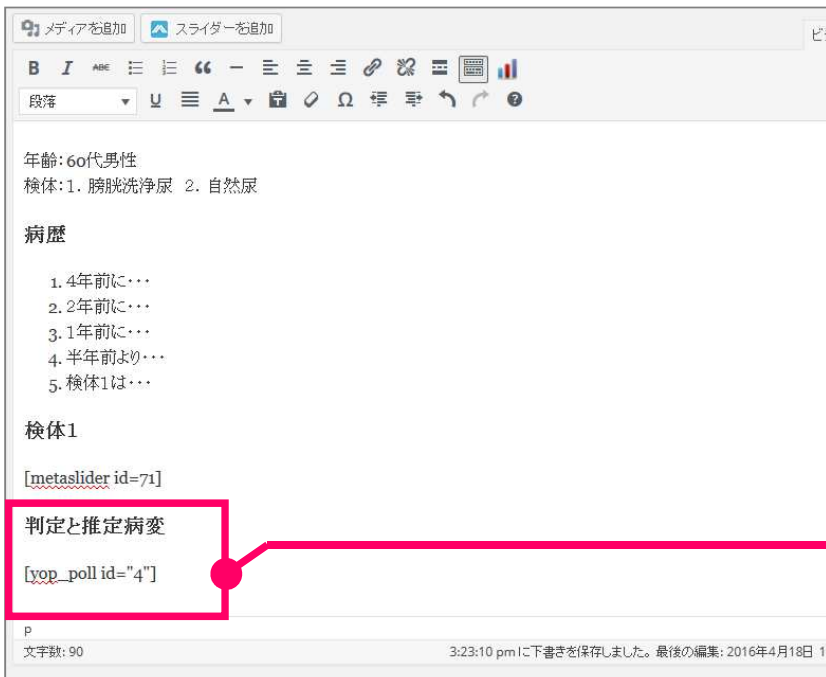 メディアを追加 スライダーを追加
ビ
B I ABE
段落 U A T Ω
年齢:60代男性
検体:1. 膀胱洗浄尿 2. 自然尿
病歴
1. 4年前に・・・
2. 2年前に・・・
3. 1年前に・・・
4. 半年前より・・・
5. 検体1は・・・
検体1
[metaslider id=71]
判定と推定病変
[yop_poll id="4"]
p
文字数: 90 3:23:10 pm に下書きを保存しました。最後の編集: 2016年4月18日 1